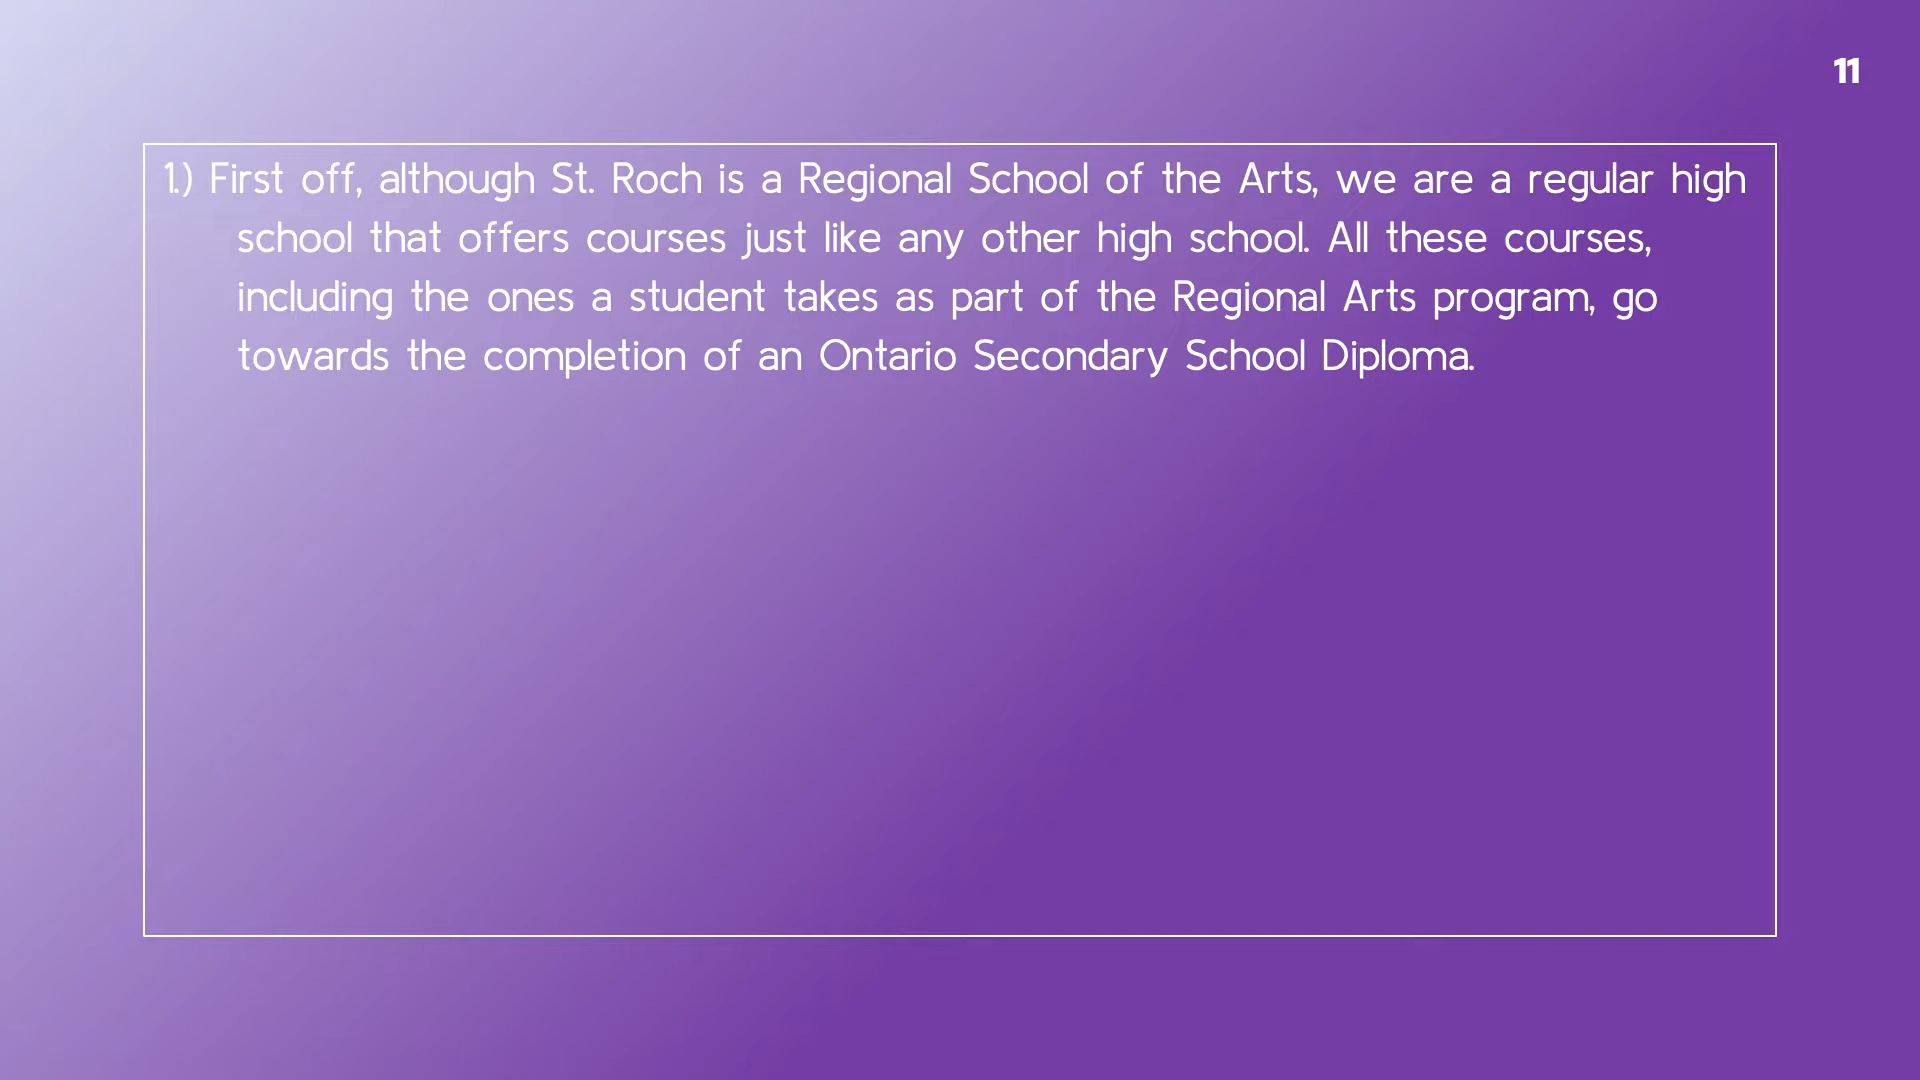 11
1.) First off, although St. Roch is a Regional School of the Arts, we are a regular high
school that offers courses just like any other high school. All these courses,
including the ones a student takes as part of the Regional Arts program, go
towards the completion of an Ontario Secondary School Diploma.